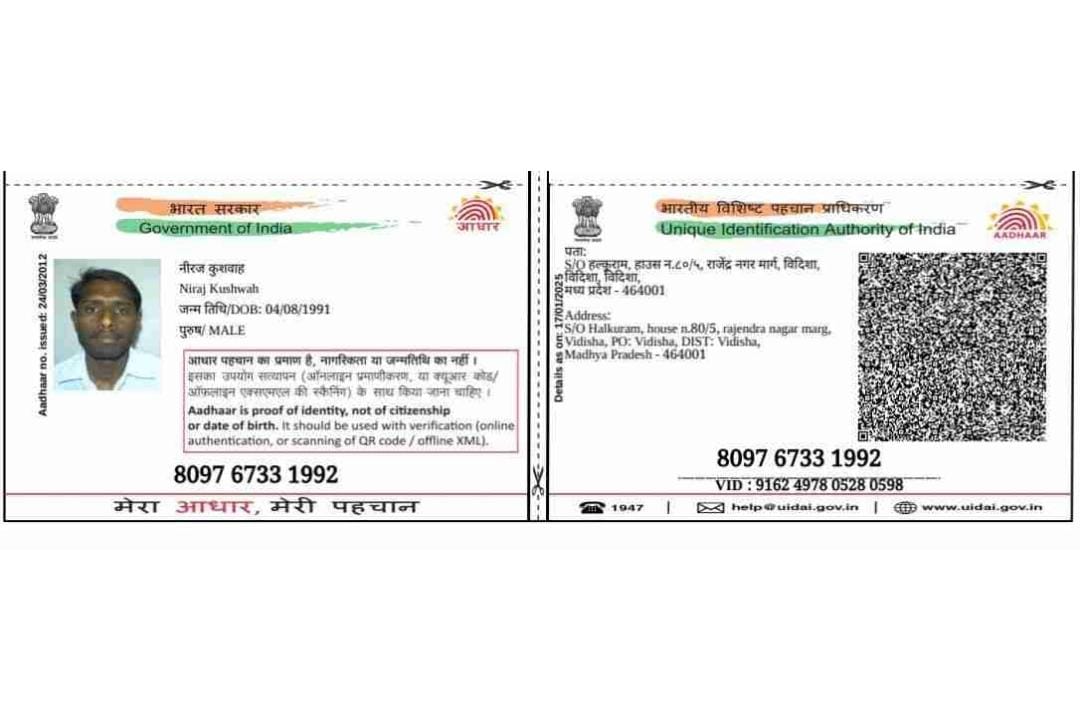 भारत सरकार
Government of India
आधार
Aadhaar no. issued: 24/03/2012
नीरज कुशवाह
Niraj Kushwah
जन्म तिथि/DOB: 04/08/1991
पुरुष/ MALE
आधार पहचान का प्रमाण है, नागरिकता या जन्मतिथि का नहीं ।
इसका उपयोग सत्यापन (ऑनलाइन प्रमाणीकरण, या क्यूआर कोड/
ऑफ़लाइन एक्सएमएल की स्कैनिंग) के साथ किया जाना चाहिए ।
Aadhaar is proof of identity, not of citizenship
or date of birth. It should be used with verification (online
authentication, or scanning of QR code / offline XML).
8097 6733 1992
मेरा आधार, मेरी पहचान
भारतीय विशिष्ट पहचान प्राधिकरण
Unique Identification Authority of India
AADHAAR
Details as on: 17/01/2025
पता:
S/O हल्कूराम, हाउस न.८०/५, राजेंद्र नगर मार्ग, विदिशा,
विदिशा, विदिशा,
मध्य प्रदेश - 464001
Address:
S/O Halkuram, house n.80/5, rajendra nagar marg,
Vidisha, PO: Vidisha, DIST: Vidisha,
Madhya Pradesh - 464001
8097 6733 1992
VID : 9162 4978 0528 0598
1947 | help@uidai.gov.in | www.uidai.gov.in